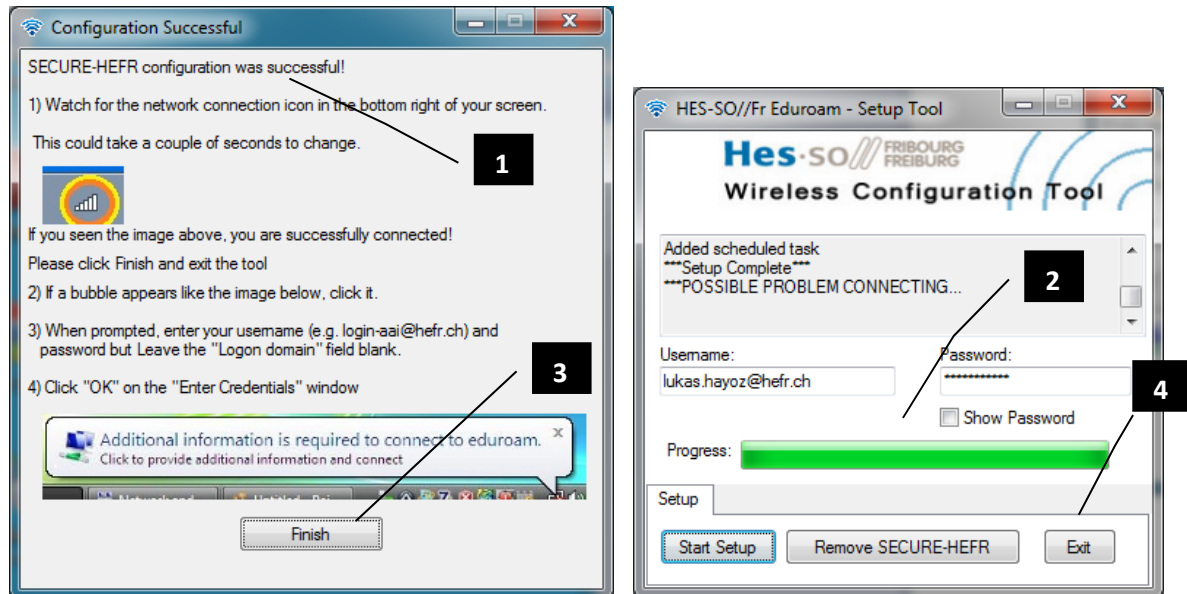 Configuration Successful
SECURE-HEFR configuration was successful!
1) Watch for the network connection icon in the bottom right of your screen.
This could take a couple of seconds to change.
1
If you seen the image above, you are successfully connected!
Please click Finish and exit the tool
2) If a bubble appears like the image below, click it.
3) When prompted, enter your username (e.g. login-aai@hefr.ch) and
password but Leave the "Logon domain" field blank.
3
4) Click "OK" on the "Enter Credentials" window
Additional information is required to connect to eduroam.
Click to provide additional information and connect
Finish
HES-SO//Fr Eduroam - Setup Tool
Hes·so// FRIBOURG
FREIBURG
Wireless Configuration Tool
Added scheduled task
***Setup Complete***
***POSSIBLE PROBLEM CONNECTING...
2
Username:
Password:
lukas.hayoz@hefr.ch
***********
4
Show Password
Progress:
Setup
Start Setup
Remove SECURE-HEFR
Exit